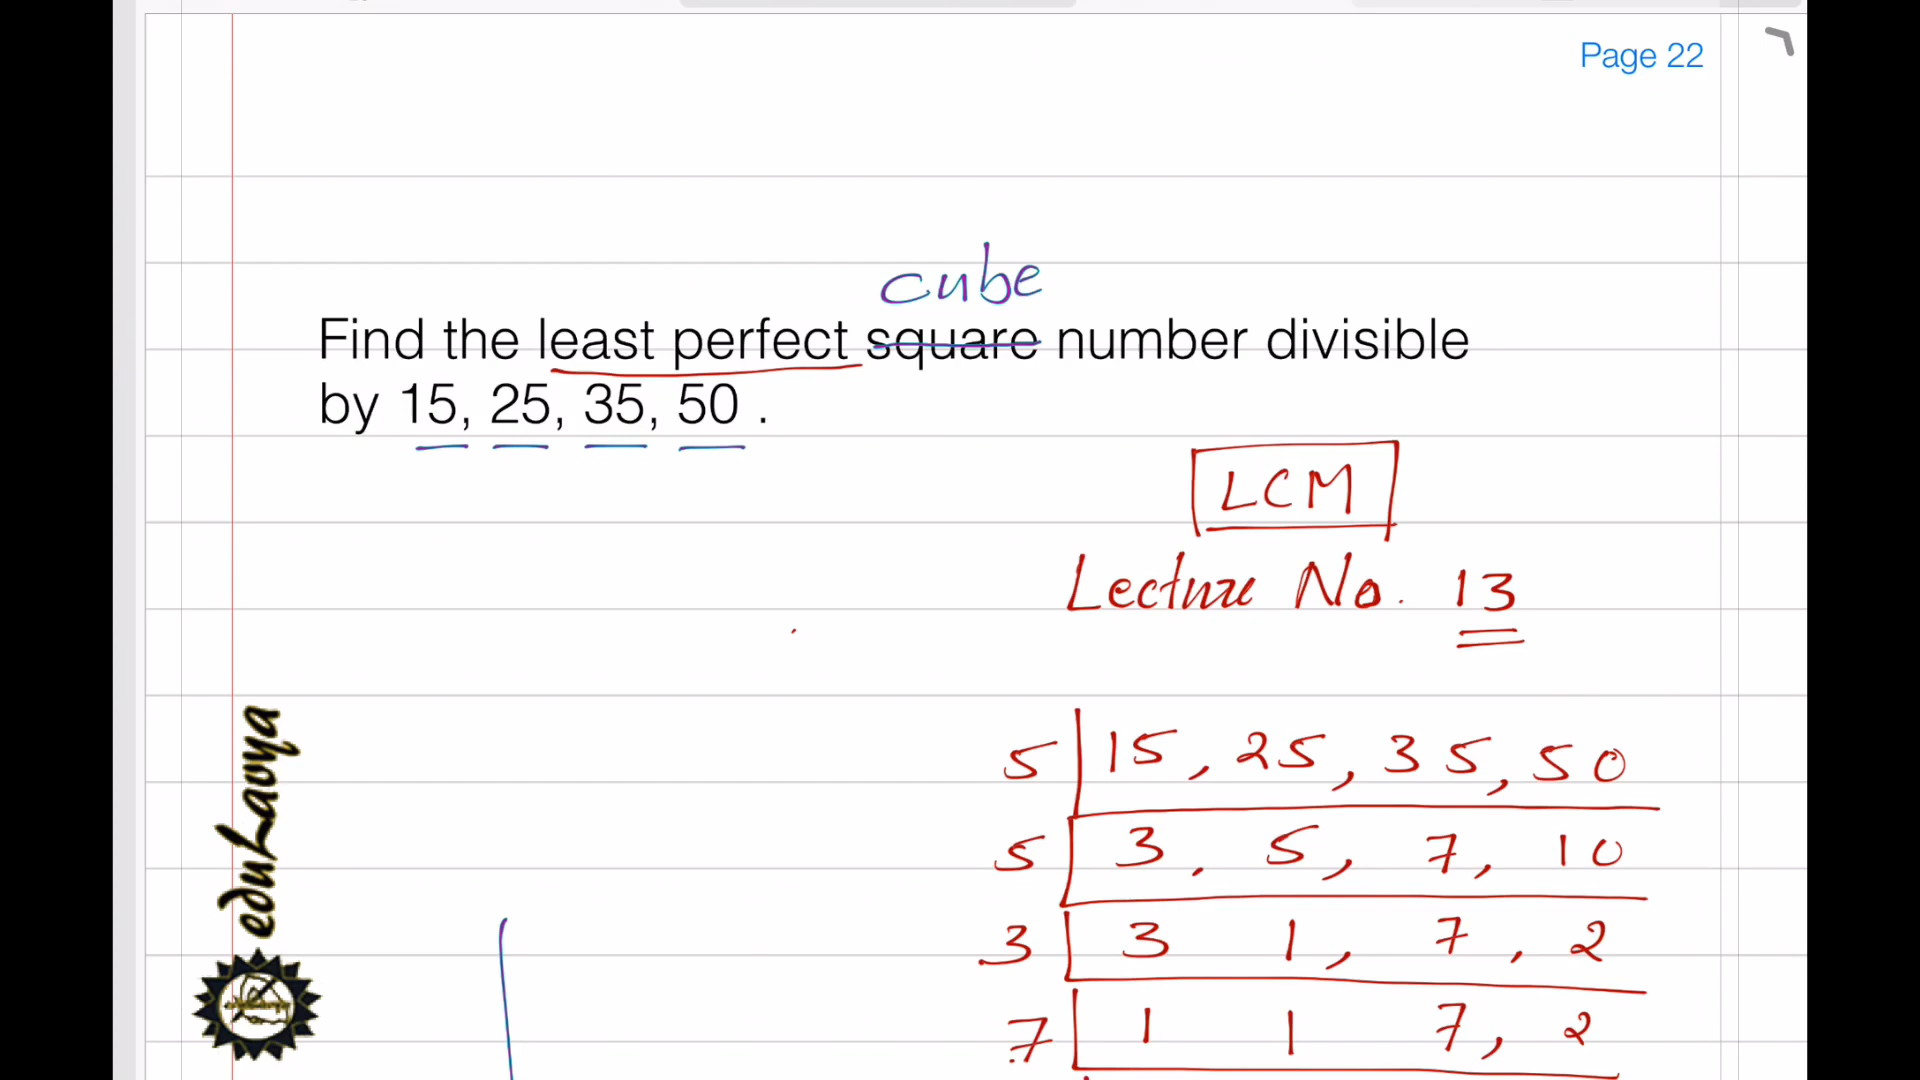 Page 22
cube
Find the least perfect square number divisible
by 15, 25, 35, 50 .
LCM
Lecture No. 13
5 15, 25, 35, 50
5 3, 5, 7, 10
3 3 1, 7, 2
7 1 1 7, 2
eduLavya